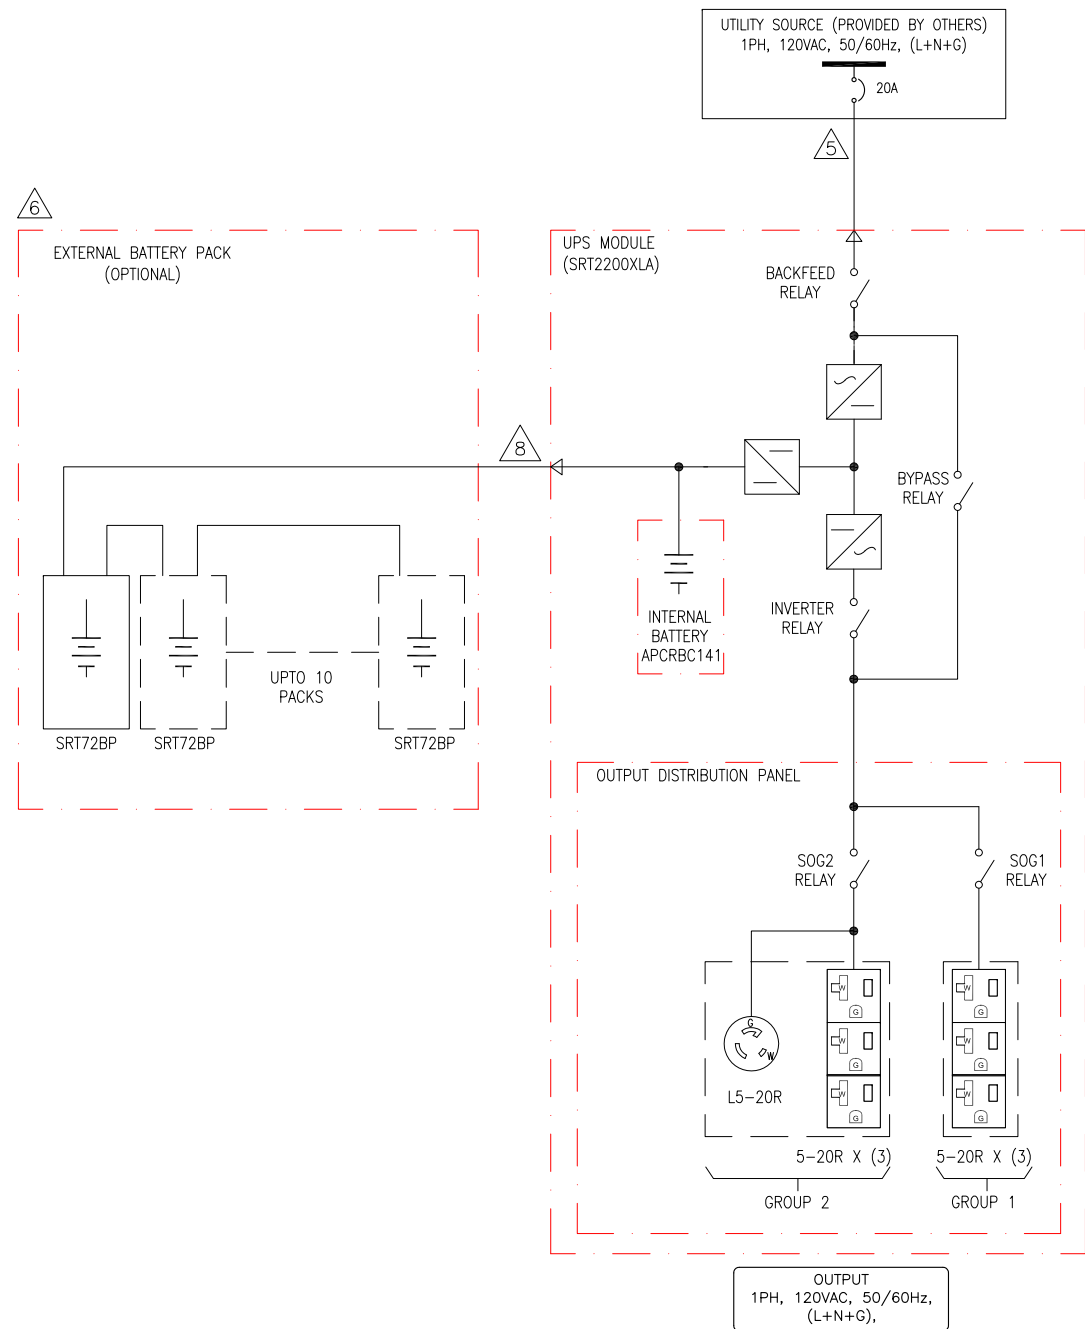 UTILITY SOURCE (PROVIDED BY OTHERS)
1PH, 120VAC, 50/60Hz, (L+N+G)
20A
5
6
EXTERNAL BATTERY PACK
(OPTIONAL)
UPS MODULE
(SRT2200XLA)
BACKFEED
RELAY
8
BYPASS
RELAY
INTERNAL
BATTERY
APCRBC141
INVERTER
RELAY
UPTO 10
PACKS
SRT72BP
SRT72BP
SRT72BP
OUTPUT DISTRIBUTION PANEL
SOG2
RELAY
SOG1
RELAY
W
G
W
G
G
W
W
G
W
G
W
G
W
G
L5-20R
5-20R X (3)
5-20R X (3)
GROUP 2
GROUP 1
OUTPUT
1PH, 120VAC, 50/60Hz,
(L+N+G),